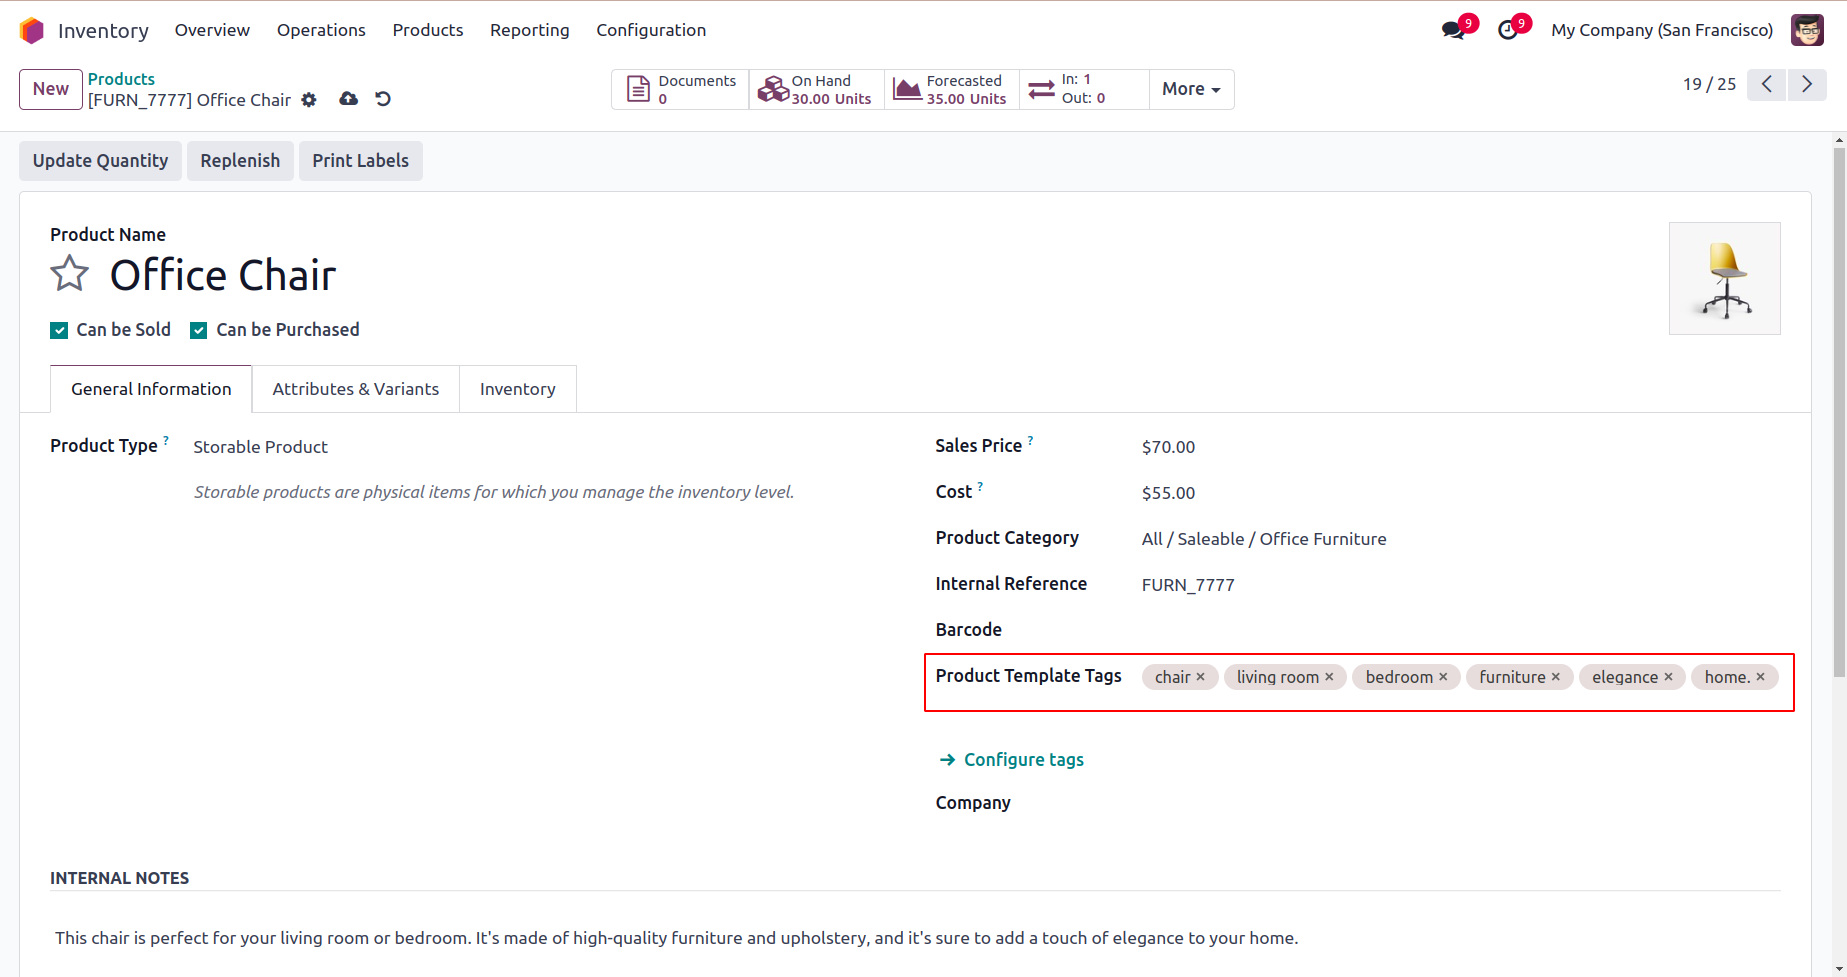 Inventory Overview Operations Products Reporting Configuration 9 9 My Company (San Francisco)
New Products
[FURN_7777] Office Chair
Documents
0
On Hand
30.00 Units
Forecasted
35.00 Units
In: 1
Out: 0
More
19 / 25
Update Quantity Replenish Print Labels
Product Name
Office Chair
Can be Sold Can be Purchased
General Information Attributes & Variants Inventory
Product Type ? Storable Product
Storable products are physical items for which you manage the inventory level.
Sales Price ? $70.00
Cost ? $55.00
Product Category All / Saleable / Office Furniture
Internal Reference FURN_7777
Barcode
Product Template Tags chair × living room × bedroom × furniture × elegance × home. ×
→ Configure tags
Company
INTERNAL NOTES
This chair is perfect for your living room or bedroom. It's made of high-quality furniture and upholstery, and it's sure to add a touch of elegance to your home.